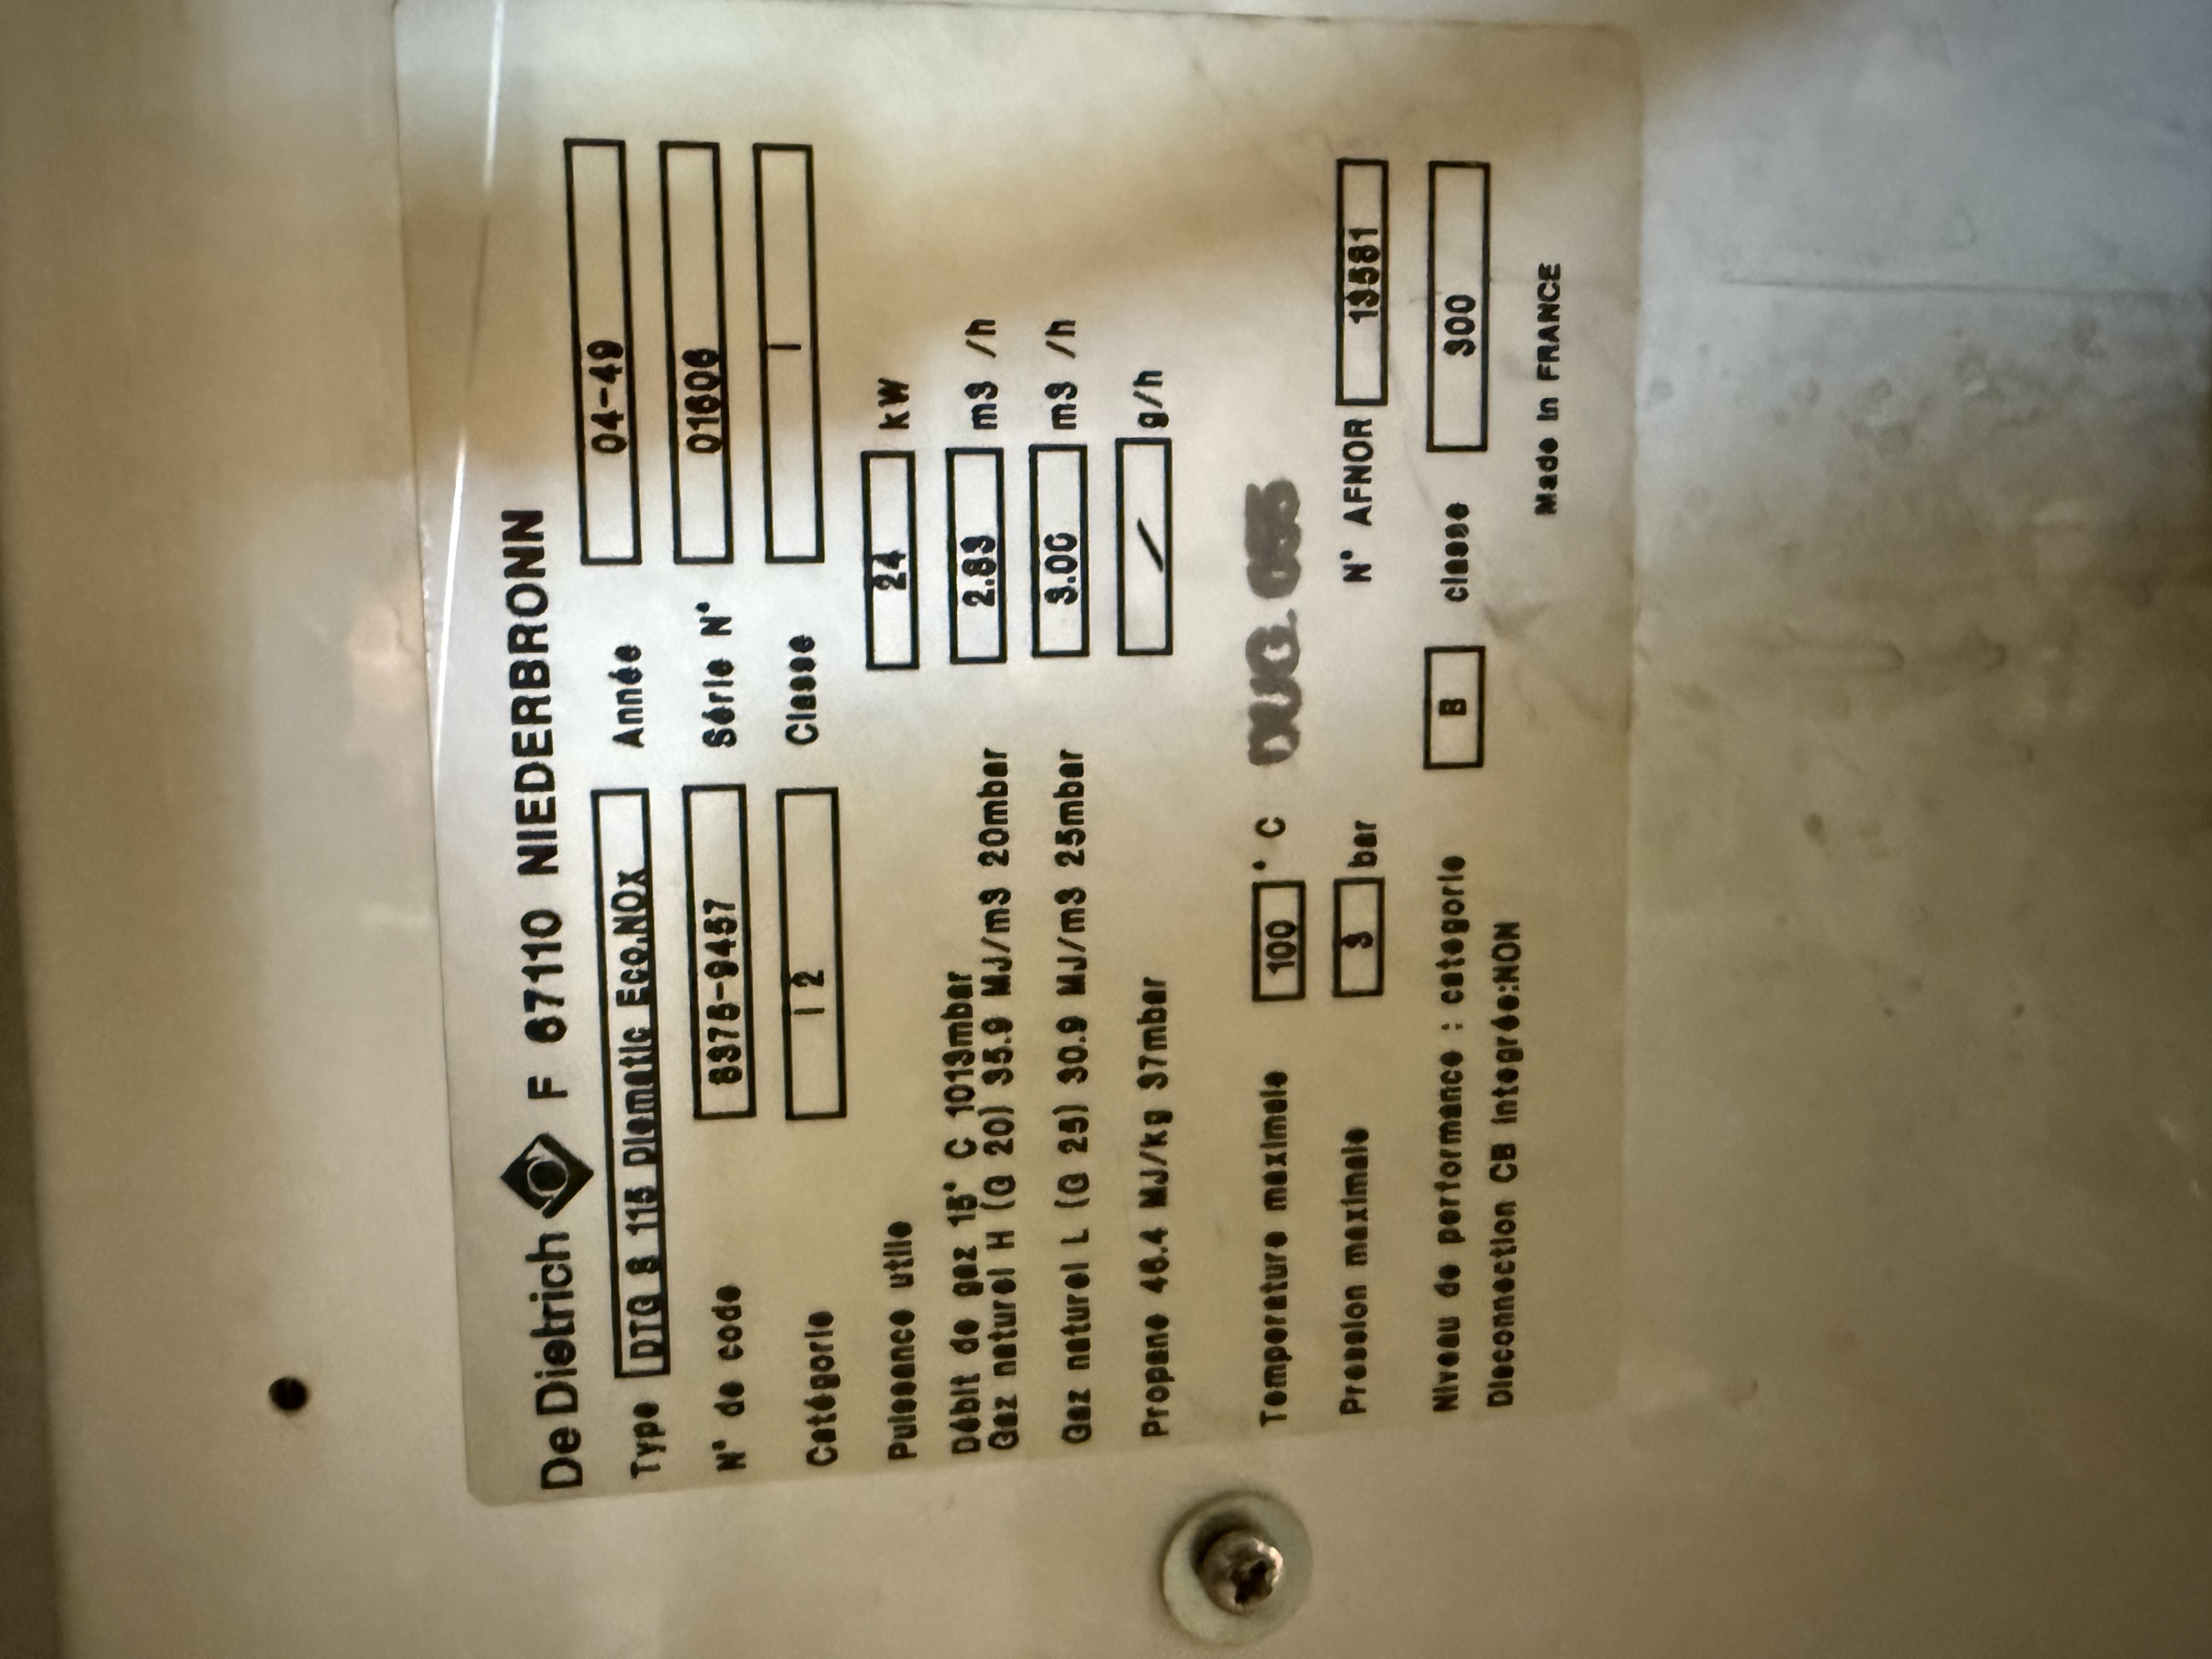 De Dietrich F 67110 NIEDERBRONN
Type DTG S 115 Diematic Eco.NOx Année 04-49
N° de code 8375-9457 Série N° 01606
Catégorie I 2 Classe I
Puissance utile 24 kW
Débit de gaz 15° C 1013mbar
Gaz naturel H (G 20) 35.9 MJ/m3 20mbar 2.83 m3 /h
Gaz naturel L (G 25) 30.9 MJ/m3 25mbar 3.00 m3 /h
Propane 46.4 MJ/kg 37mbar / g/h
Temperature maximale 100 °C
Pression maximale 3 bar N° AFNOR 13581
Niveau de performance : categorie B classe 300
Disconnection CB integrée:NON
Made in FRANCE